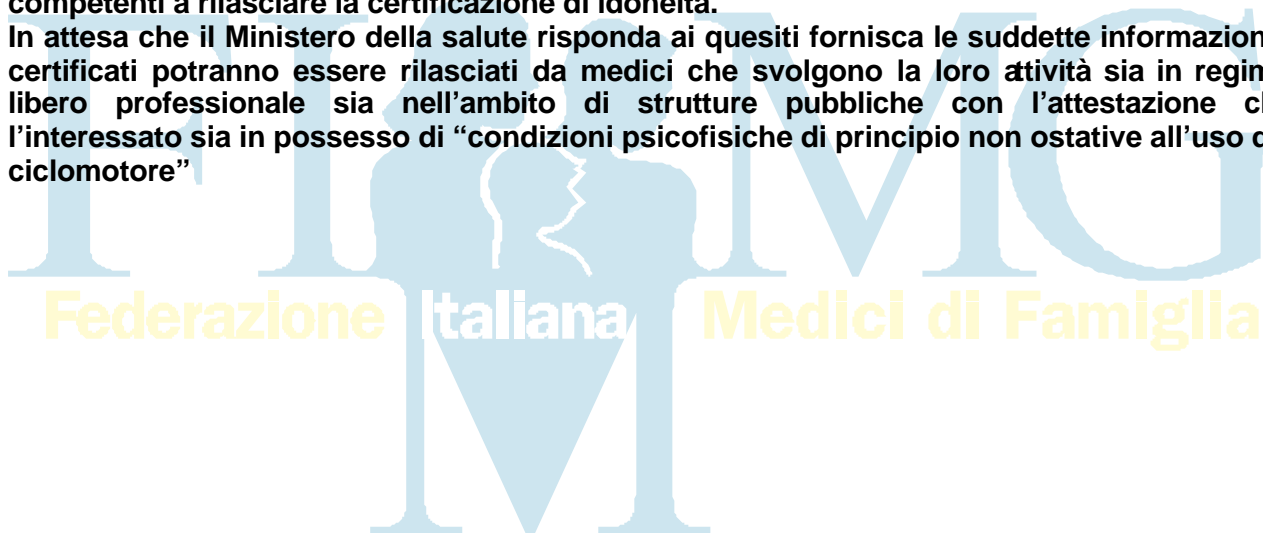 competenti a rilasciare la certificazione di idoneità.
In attesa che il Ministero della salute risponda ai quesiti fornisca le suddette informazion
certificati potranno essere rilasciati da medici che svolgono la loro attività sia in regim
libero professionale sia nell’ambito di strutture pubbliche con l’attestazione c
l’interessato sia in possesso di “condizioni psicofisiche di principio non ostative all’uso d
ciclomotore”
FIMMG
Federazione Italiana Medici di Famiglia